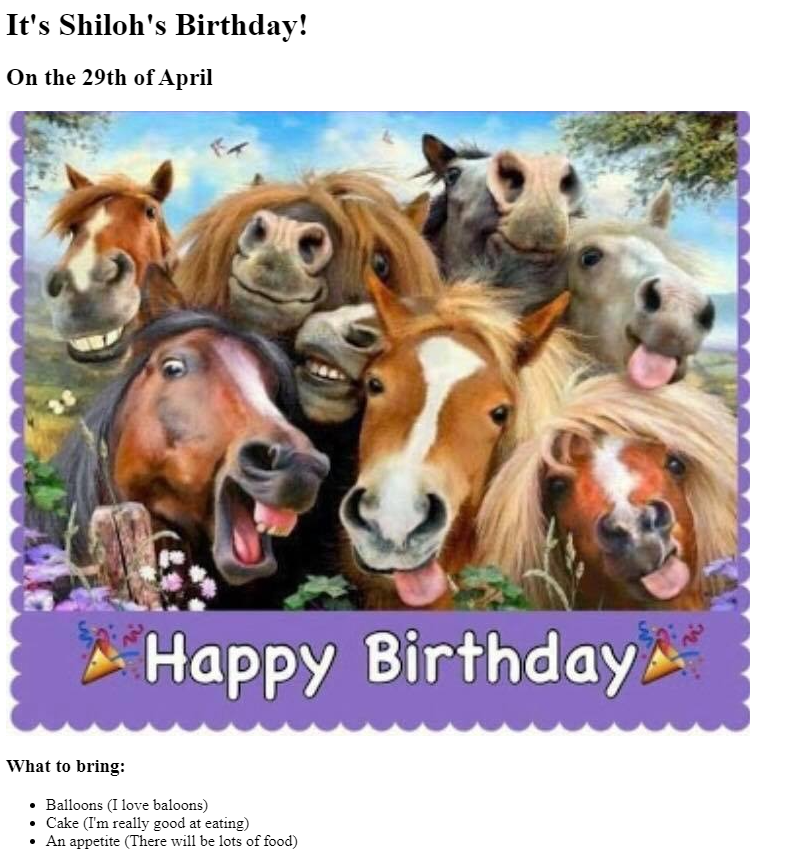 It's Shiloh's Birthday!
On the 29th of April
Happy Birthday
What to bring:
Balloons (I love baloons)
Cake (I'm really good at eating)
An appetite (There will be lots of food)